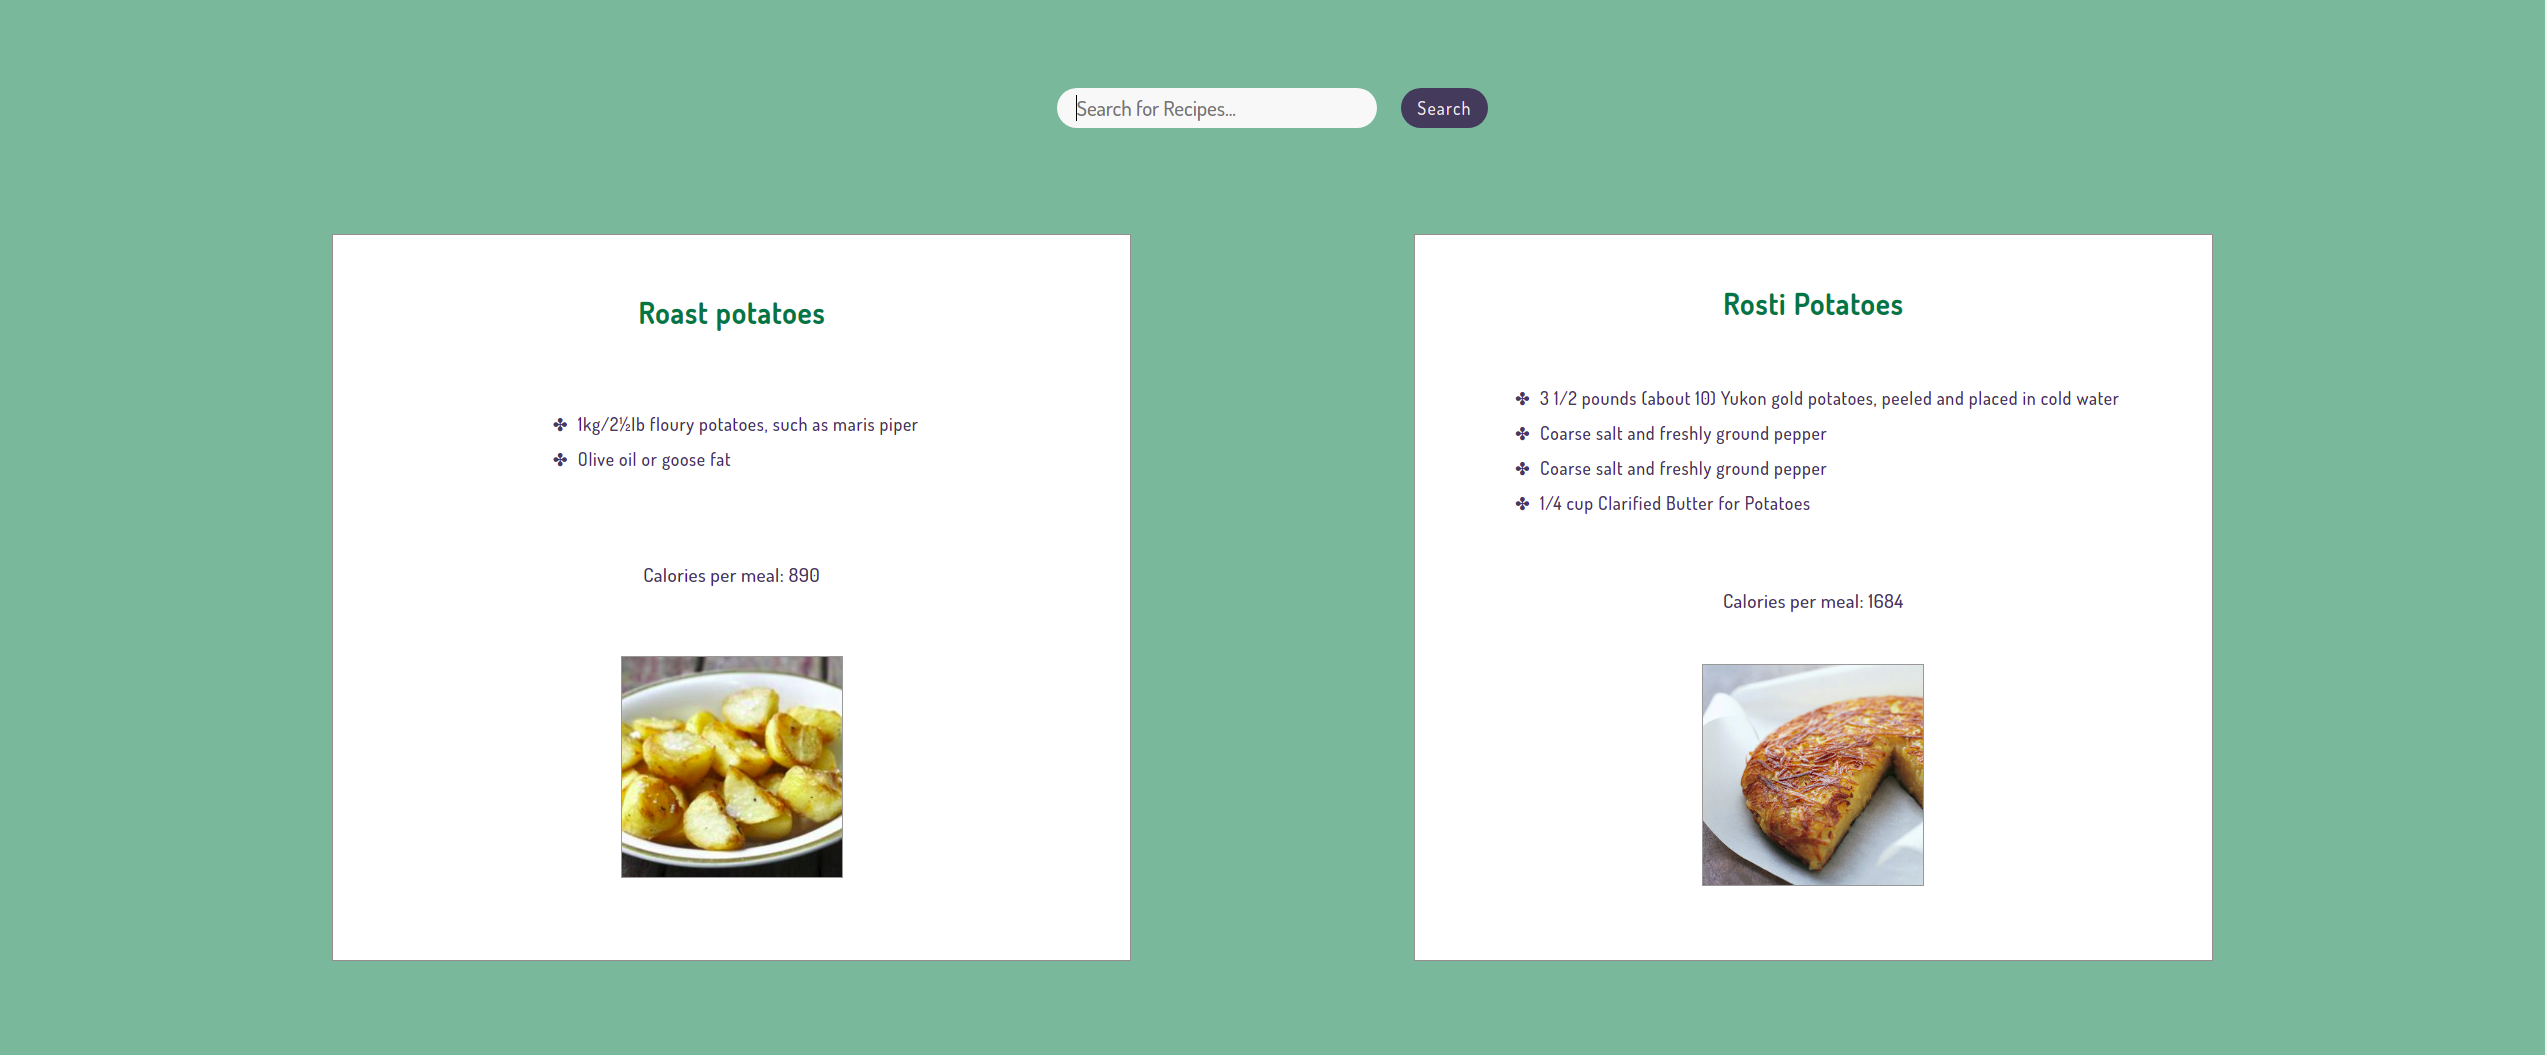 Search for Recipes...
Search
Roast potatoes
✤ 1kg/2½lb floury potatoes, such as maris piper
✤ Olive oil or goose fat
Calories per meal: 890
Rosti Potatoes
✤ 3 1/2 pounds (about 10) Yukon gold potatoes, peeled and placed in cold water
✤ Coarse salt and freshly ground pepper
✤ Coarse salt and freshly ground pepper
✤ 1/4 cup Clarified Butter for Potatoes
Calories per meal: 1684